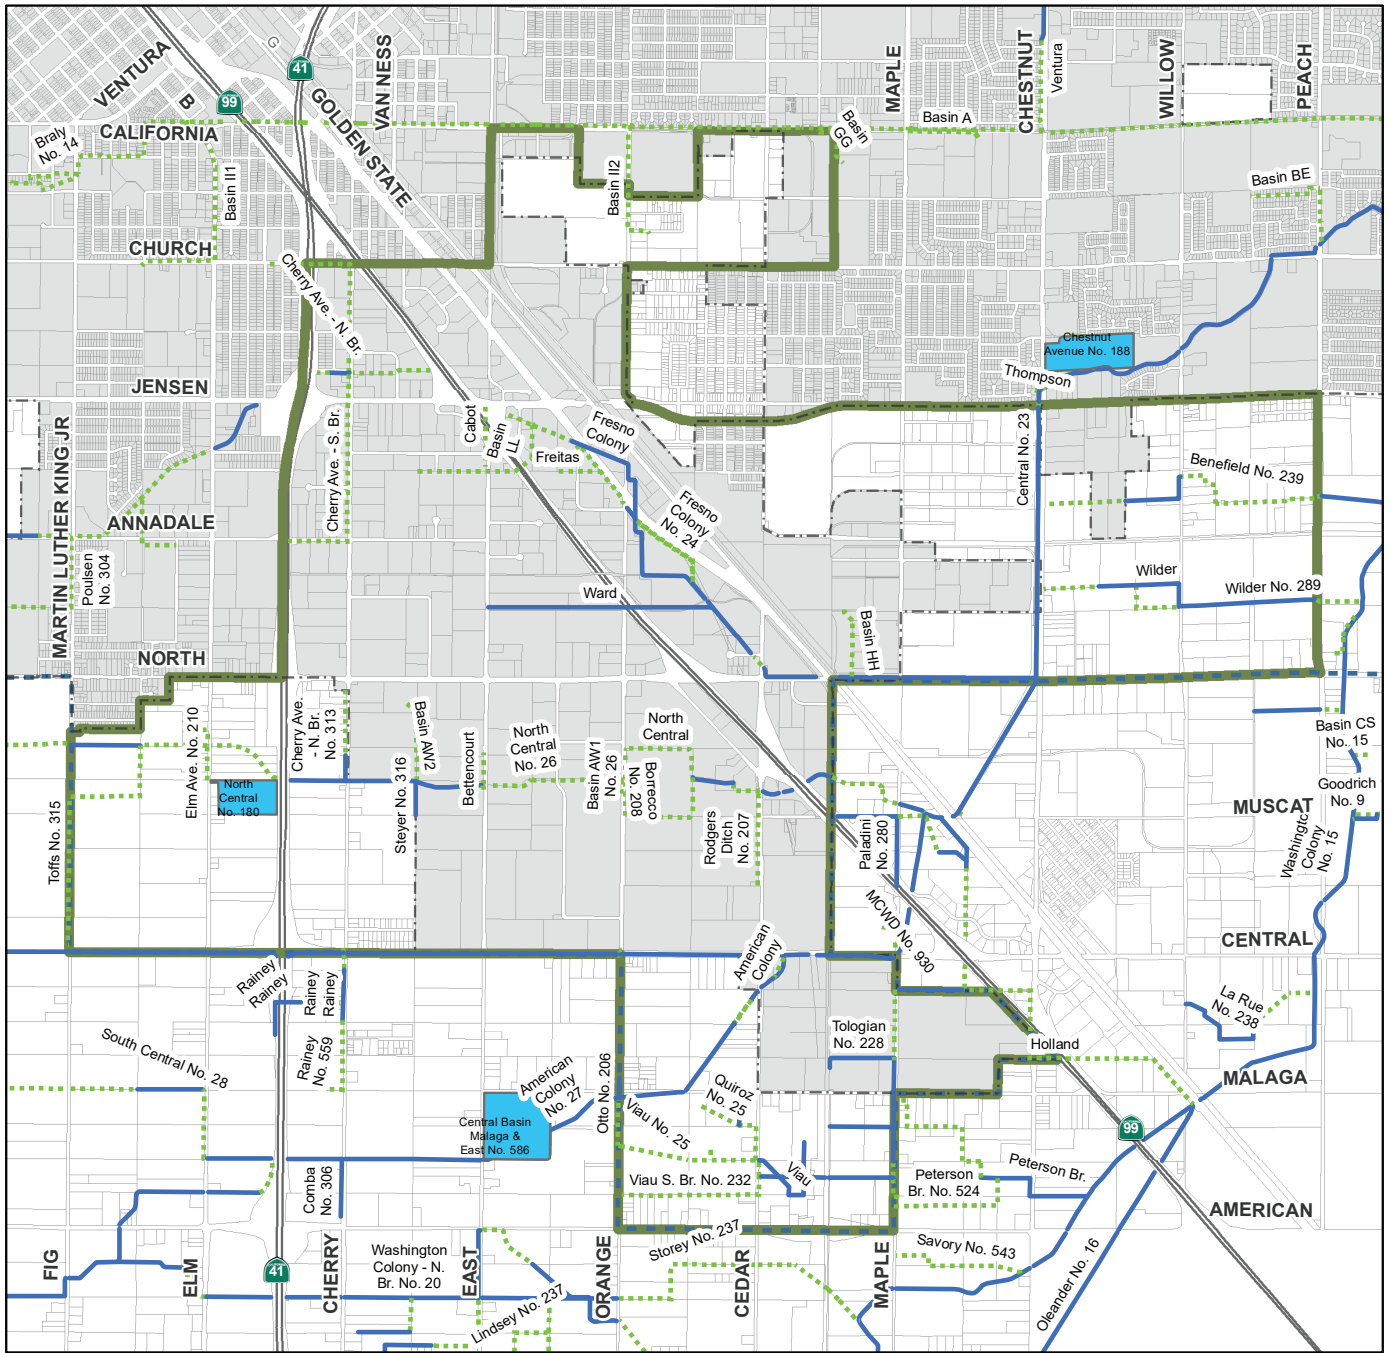 VENTURA
B
G
41
99
GOLDEN STATE
VAN NESS
MAPLE
CHESTNUT
Ventura
WILLOW
PEACH
Braly
No. 14
CALIFORNIA
Basin II1
Basin II2
Basin
GG
Basin A
Basin BE
CHURCH
Cherry Ave. - N. Br.
JENSEN
MARTIN LUTHER KING JR
Cherry Ave. - S. Br.
Cabot
Basin
LL
Freitas
Fresno
Colony
Fresno
Colony
No. 24
Chestnut
Avenue No. 188
Thompson
Central No. 23
Benefield No. 239
ANNADALE
Poulsen
No. 304
Ward
Wilder
Wilder No. 289
Basin HH
NORTH
Elm Ave. No. 210
Cherry Ave.
- N. Br.
No. 313
Basin AW2
Steyer No. 316
Bettencourt
North
Central
No. 26
Basin AW1
No. 26
North
Central
Borrecco
No. 208
Rodgers
Ditch
No. 207
North
Central
No. 180
Toffs No. 315
Paladini
No. 280
MCWD No. 930
Basin CS
No. 15
Goodrich
No. 9
MUSCAT
Washingtc
Colony
No. 15
CENTRAL
Rainey
Rainey
Rainey
Rainey
Rainey
No. 559
American
Colony
Tologian
No. 228
Holland
La Rue
No. 238
MALAGA
South Central No. 28
American
Colony
No. 27
Otto No. 206
Central Basin
Malaga &
East No. 586
Quiroz
No. 25
Viau No. 25
Viau S. Br. No. 232
Viau
Peterson
Br. No. 524
Peterson Br.
99
Comba
No. 306
AMERICAN
FIG
ELM
41
CHERRY
Washington
Colony - N.
Br. No. 20
EAST
Lindsey No. 237
ORANGE
Storey No. 237
CEDAR
MAPLE
Savory No. 543
Oleander No. 16